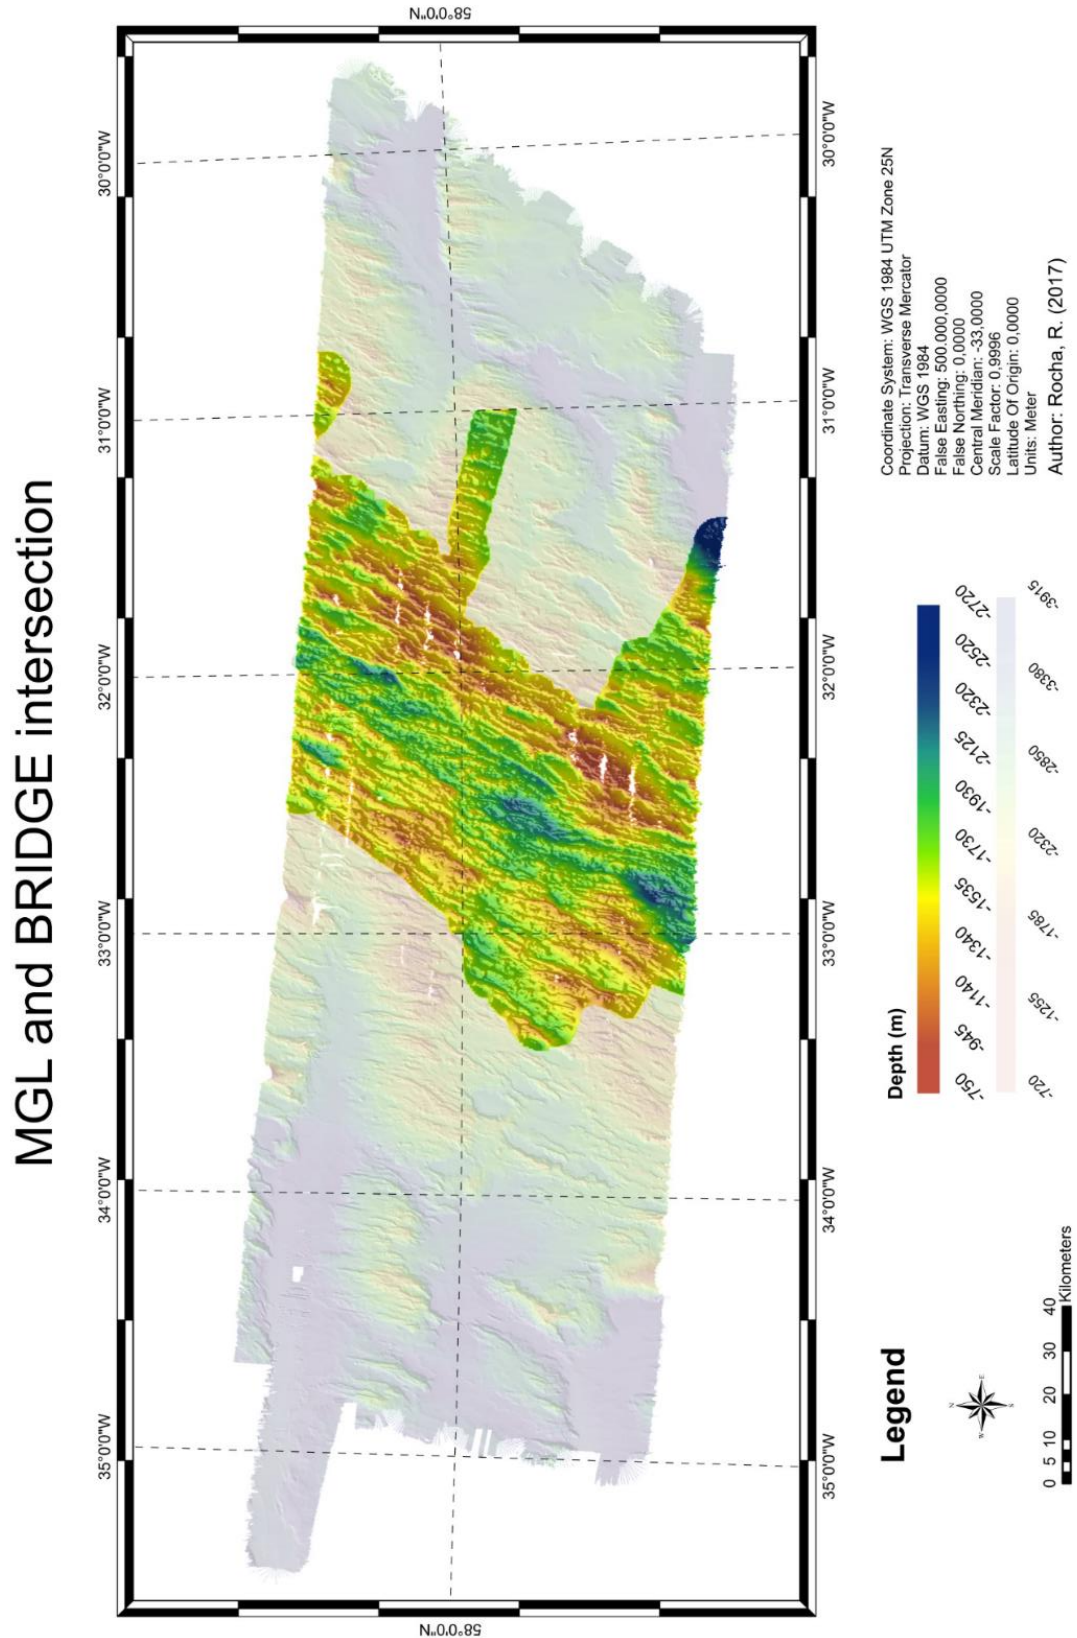 MGL and BRIDGE intersection
35°0'0"W 34°0'0"W 33°0'0"W 32°0'0"W 31°0'0"W 30°0'0"W
58°0'0"N 58°0'0"N
35°0'0"W 34°0'0"W 33°0'0"W 32°0'0"W 31°0'0"W 30°0'0"W
Legend
N
W E
S
0 5 10 20 30 40
Kilometers
Depth (m)
-750 -945 -1140 -1340 -1535 -1730 -1930 -2125 -2320 -2520 -2720
-720 -1255 -1785 -2320 -2850 -3380 -3915
Coordinate System: WGS 1984 UTM Zone 25N
Projection: Transverse Mercator
Datum: WGS 1984
False Easting: 500.000,0000
False Northing: 0,0000
Central Meridian: -33,0000
Scale Factor: 0,9996
Latitude Of Origin: 0,0000
Units: Meter
Author: Rocha, R. (2017)